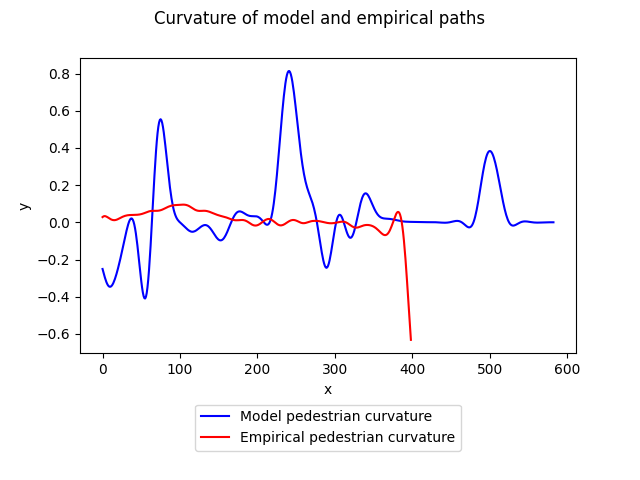 Curvature of model and empirical paths
0.8
0.6
0.4
0.2
0.0
−0.2
−0.4
−0.6
y
0 100 200 300 400 500 600
x
Model pedestrian curvature
Empirical pedestrian curvature